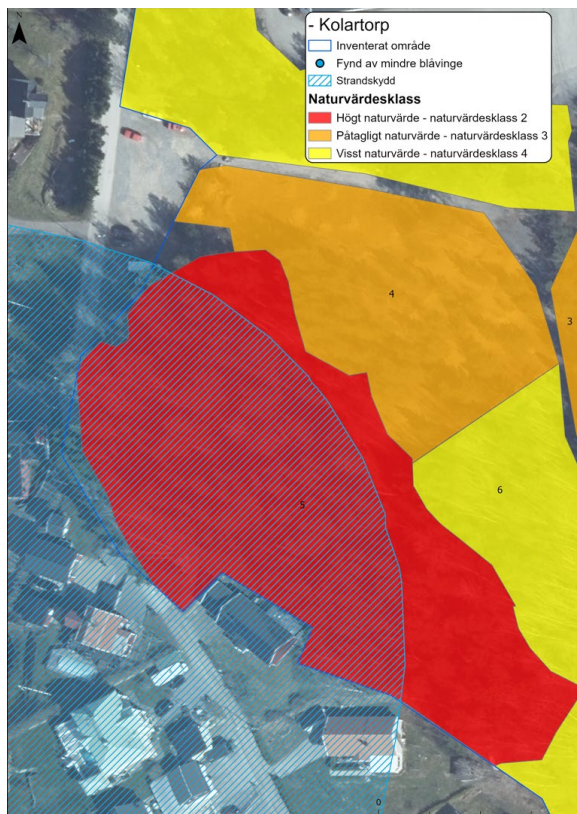 N
- Kolartorp
Inventerat område
Fynd av mindre blåvinge
Strandskydd
Naturvärdesklass
Högt naturvärde - naturvärdesklass 2
Påtagligt naturvärde - naturvärdesklass 3
Visst naturvärde - naturvärdesklass 4
4
3
6
5
0